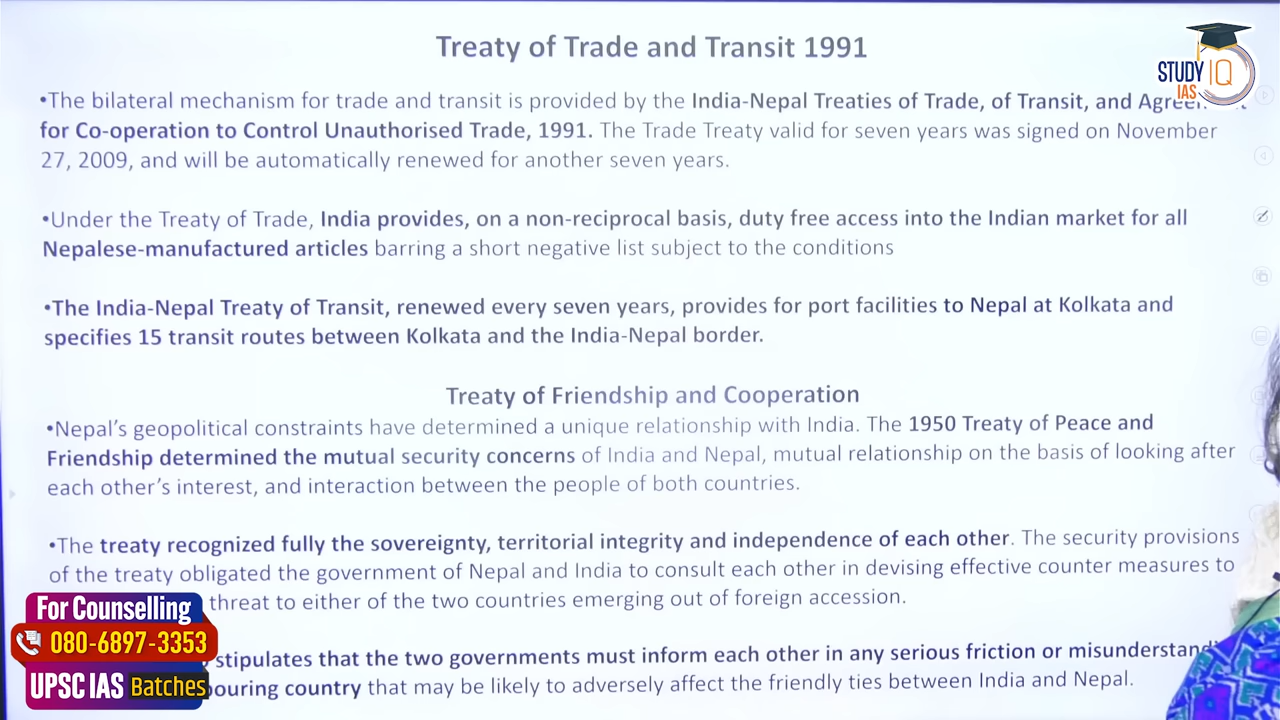 Treaty of Trade and Transit 1991
STUDY IQ
IAS
•The bilateral mechanism for trade and transit is provided by the India-Nepal Treaties of Trade, of Transit, and
for Co-operation to Control Unauthorised Trade, 1991. The Trade Treaty valid for seven years was signed on November
27, 2009, and will be automatically renewed for another seven years.
•Under the Treaty of Trade, India provides, on a non-reciprocal basis, duty free access into the Indian market for all
Nepalese-manufactured articles barring a short negative list subject to the conditions
•The India-Nepal Treaty of Transit, renewed every seven years, provides for port facilities to Nepal at Kolkata and
specifies 15 transit routes between Kolkata and the India-Nepal border.
Treaty of Friendship and Cooperation
•Nepal's geopolitical constraints have determined a unique relationship with India. The 1950 Treaty of Peace and
Friendship determined the mutual security concerns of India and Nepal, mutual relationship on the basis of looking after
each other's interest, and interaction between the people of both countries.
•The treaty recognized fully the sovereignty, territorial integrity and independence of each other. The security provisions
of the treaty obligated the government of Nepal and India to consult each other in devising effective counter measures to
threat to either of the two countries emerging out of foreign accession.
stipulates that the two governments must inform each other in any serious friction or
country that may be likely to adversely affect the friendly ties between India and Nepal.
For Counselling
080-6897-3353
UPSC IAS Batches